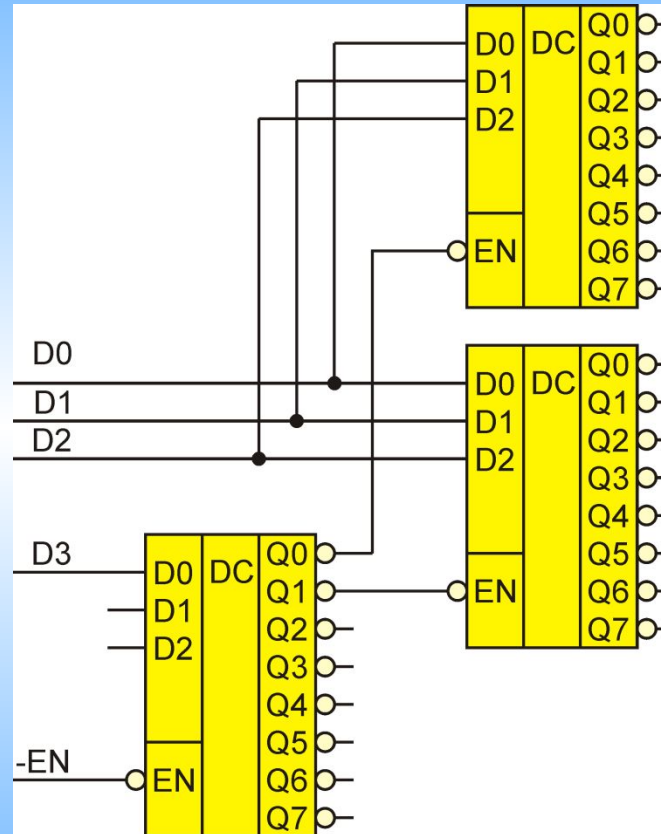 D0 DC Q0
D1 Q1
D2 Q2
Q3
Q4
Q5
EN Q6
Q7
D0
D1
D2
D0 DC Q0
D1 Q1
D2 Q2
Q3
Q4
Q5
EN Q6
Q7
D3
-EN
D0 DC Q0
D1 Q1
D2 Q2
Q3
Q4
Q5
EN Q6
Q7